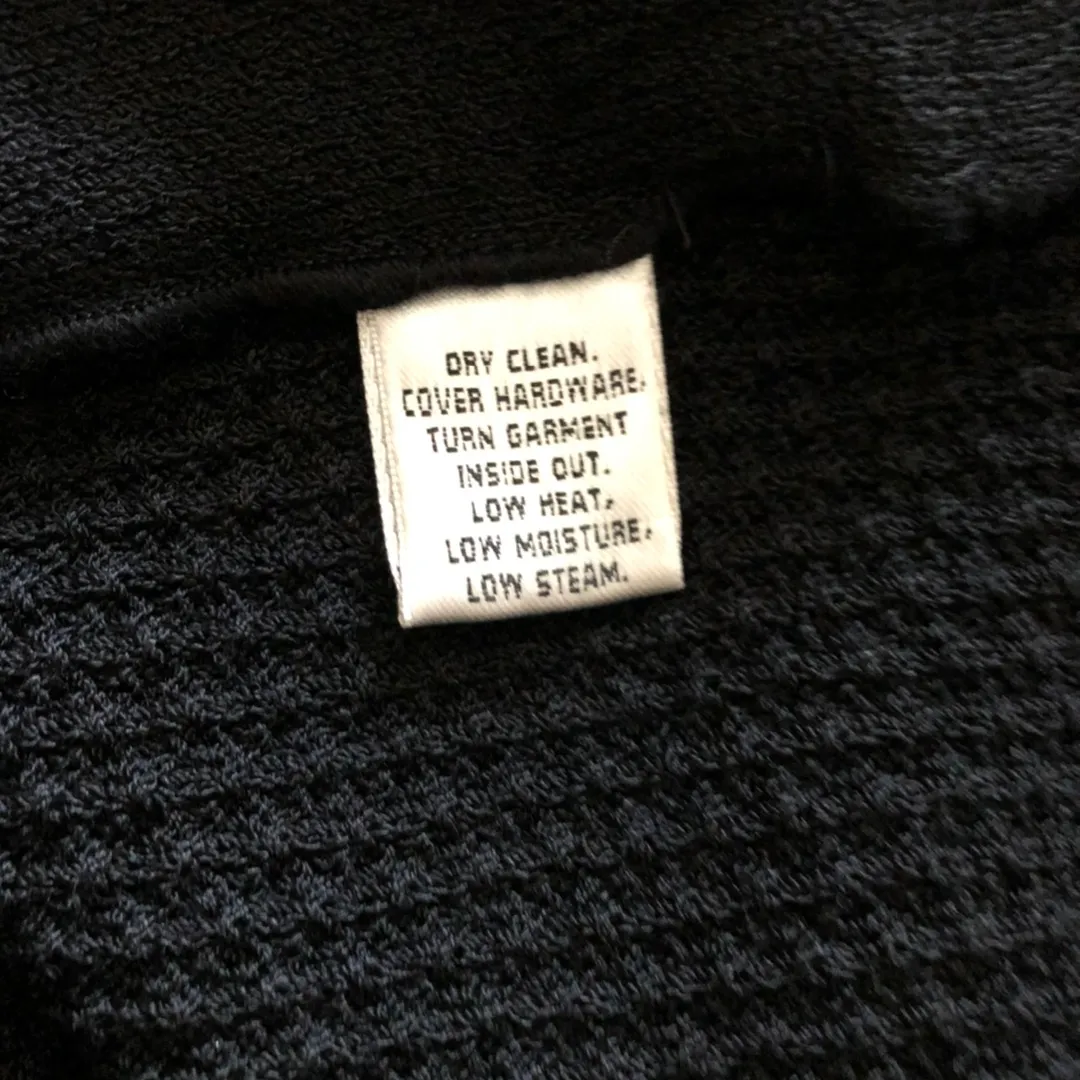 DRY CLEAN.
COVER HARDWARE.
TURN GARMENT
INSIDE OUT.
LOW HEAT.
LOW MOISTURE.
LOW STEAM.